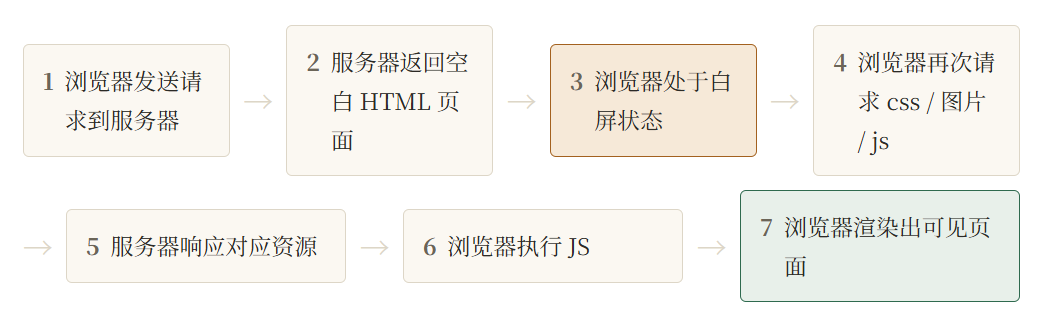 1 浏览器发送请
求到服务器
2 服务器返回空
白 HTML 页
面
3 浏览器处于白
屏状态
4 浏览器再次请
求 css / 图片
/ js
5 服务器响应对应资源
6 浏览器执行 JS
7 浏览器渲染出可见页
面